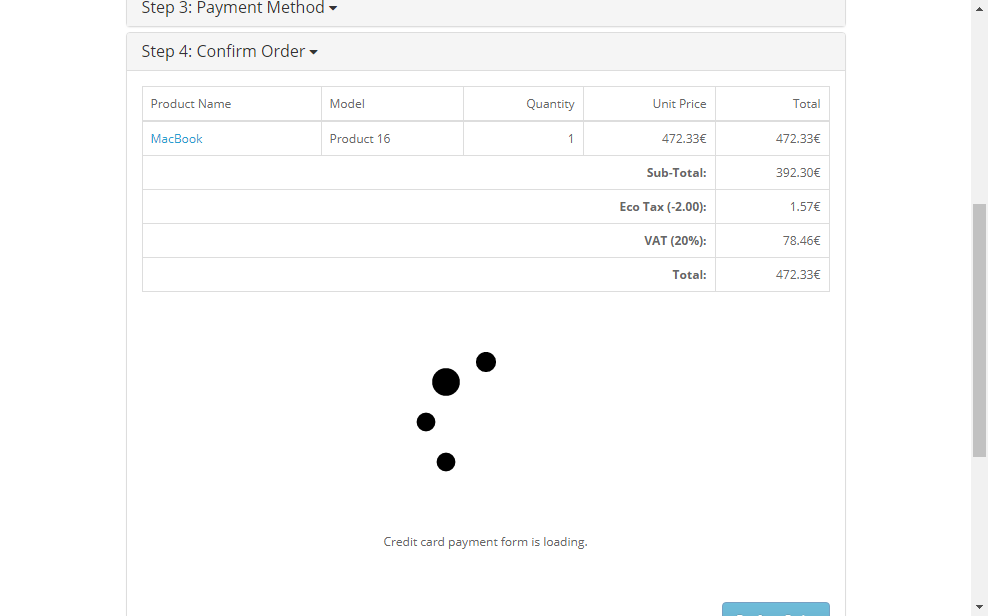 Step 3: Payment Method
Step 4: Confirm Order
Product Name Model Quantity Unit Price Total
MacBook Product 16 1 472.33€ 472.33€
Sub-Total: 392.30€
Eco Tax (-2.00): 1.57€
VAT (20%): 78.46€
Total: 472.33€
Credit card payment form is loading.